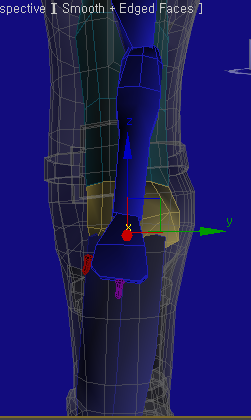 spective ][ Smooth + Edged Faces ]
z
x
y